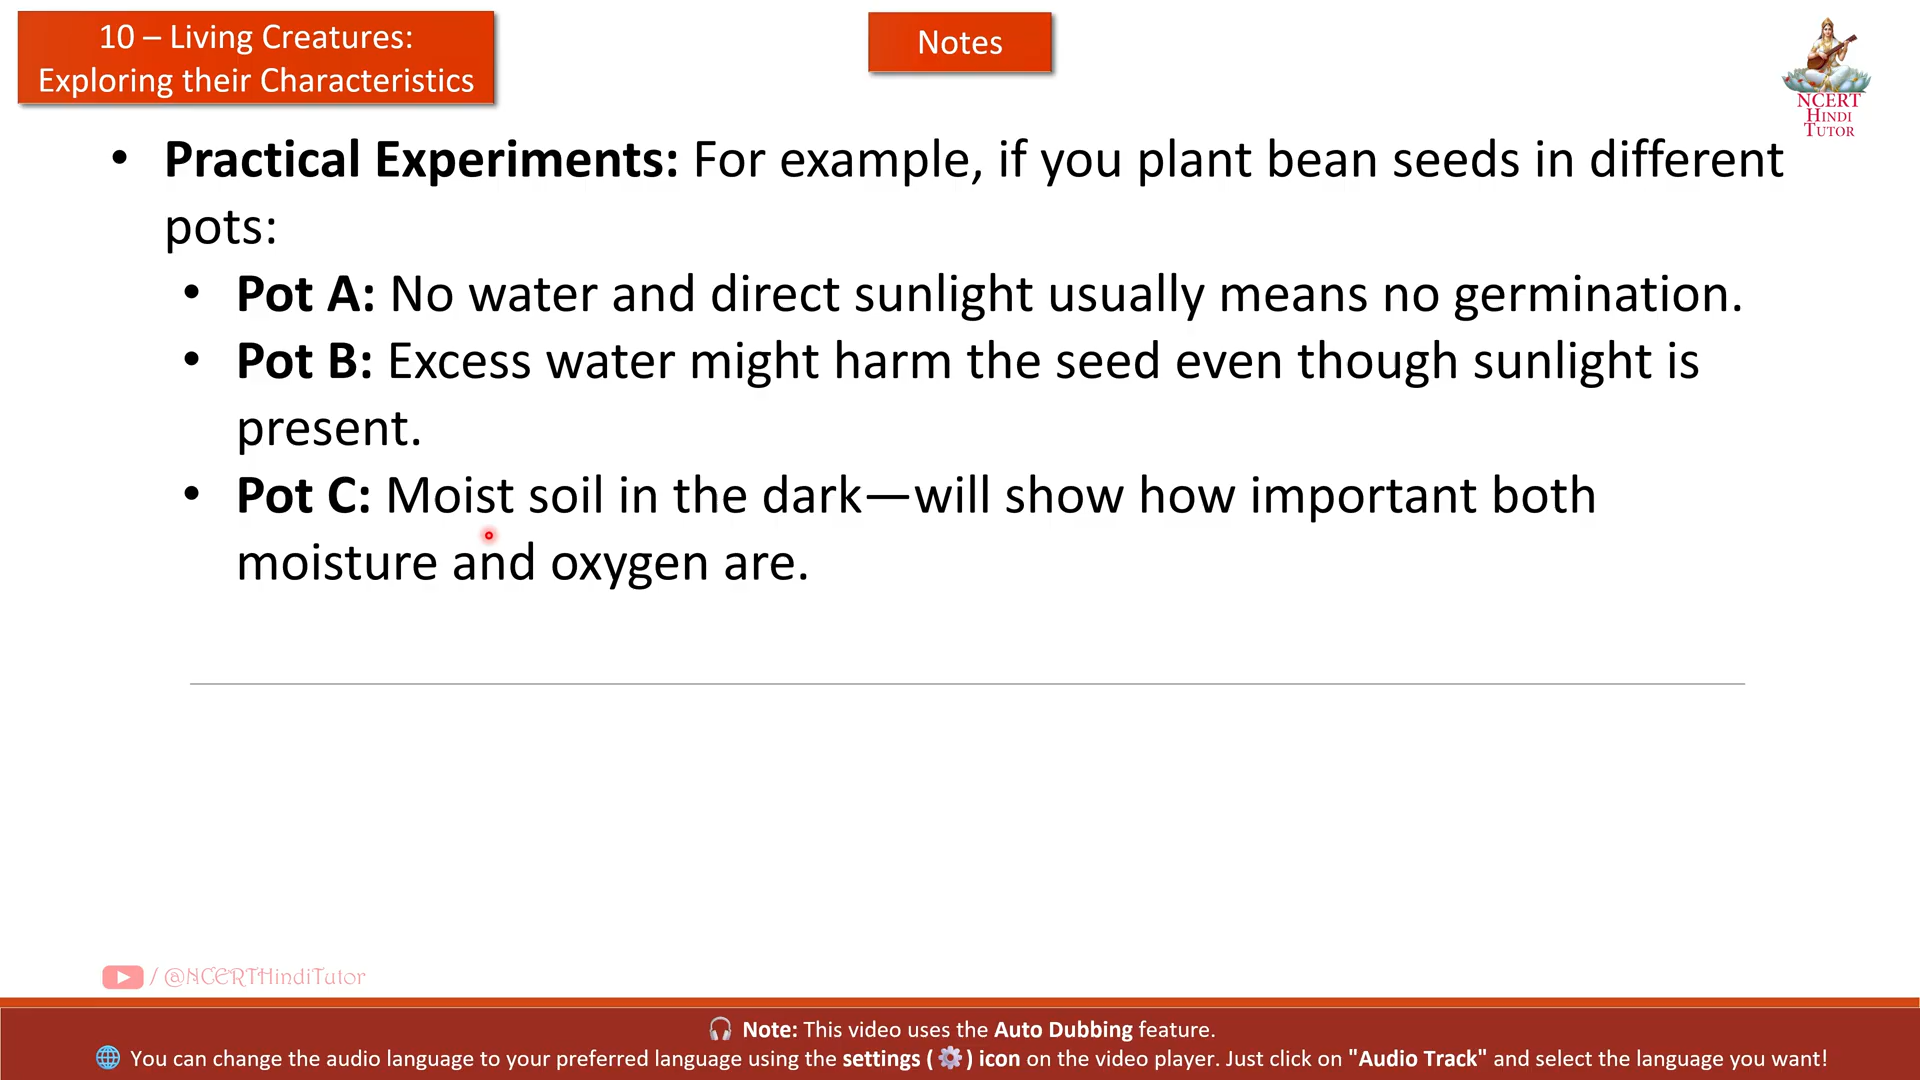 10 – Living Creatures:
Exploring their Characteristics
Notes
NCERT
HINDI
TUTOR
• Practical Experiments: For example, if you plant bean seeds in different
pots:
• Pot A: No water and direct sunlight usually means no germination.
• Pot B: Excess water might harm the seed even though sunlight is
present.
• Pot C: Moist soil in the dark—will show how important both
moisture and oxygen are.
/ @NCERTHindiTutor
Note: This video uses the Auto Dubbing feature.
You can change the audio language to your preferred language using the settings ( ) icon on the video player. Just click on "Audio Track" and select the language you want!